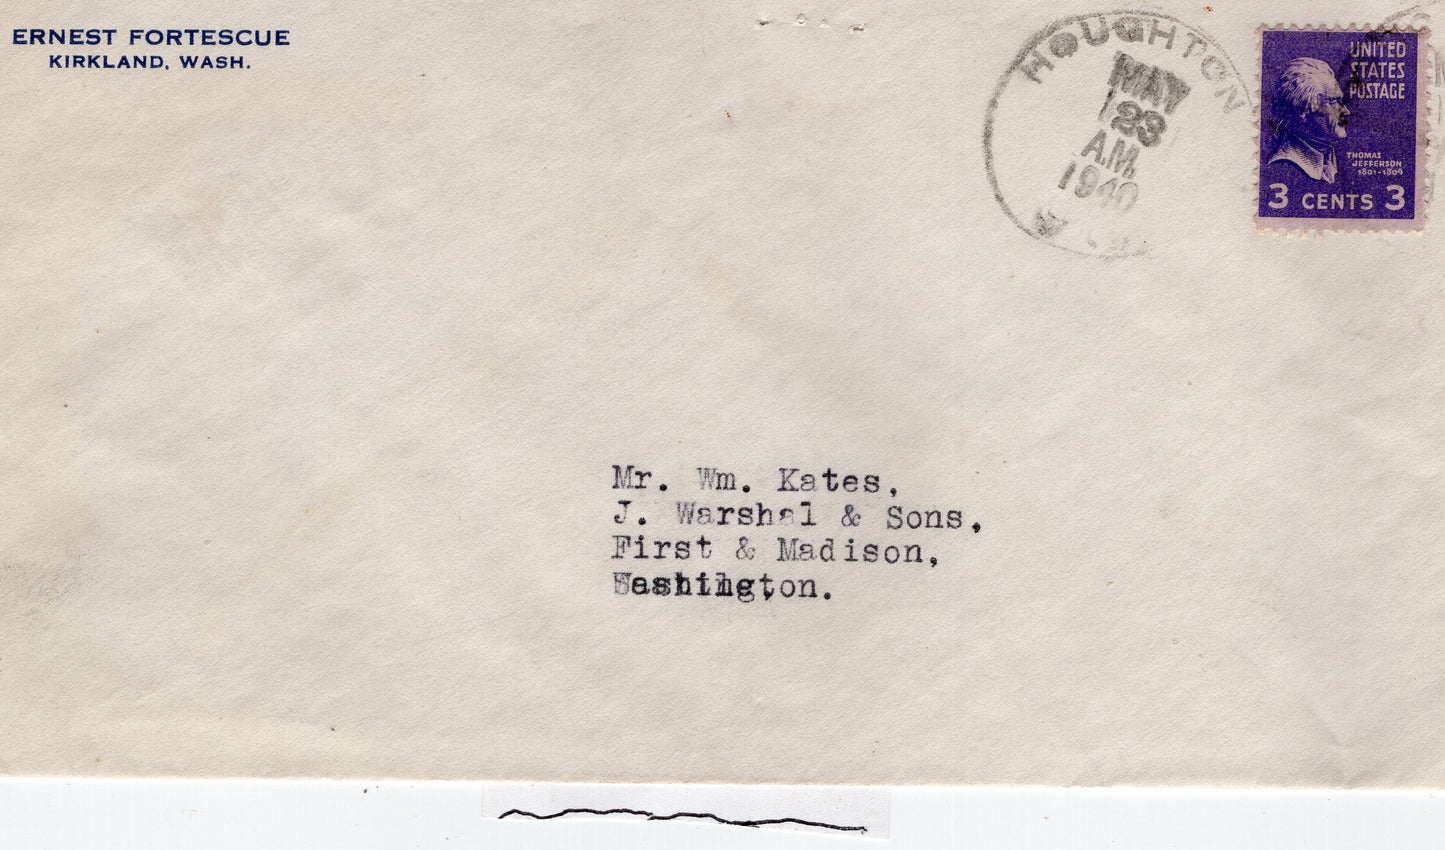 ERNEST FORTESCUE
KIRKLAND, WASH.
HOUGHTON
MAY
23
A.M.
1940
UNITED
STATES
POSTAGE
THOMAS
JEFFERSON
1801-1809
3 CENTS 3
Mr. Wm. Kates,
J. Warshal & Sons,
First & Madison,
Washington.